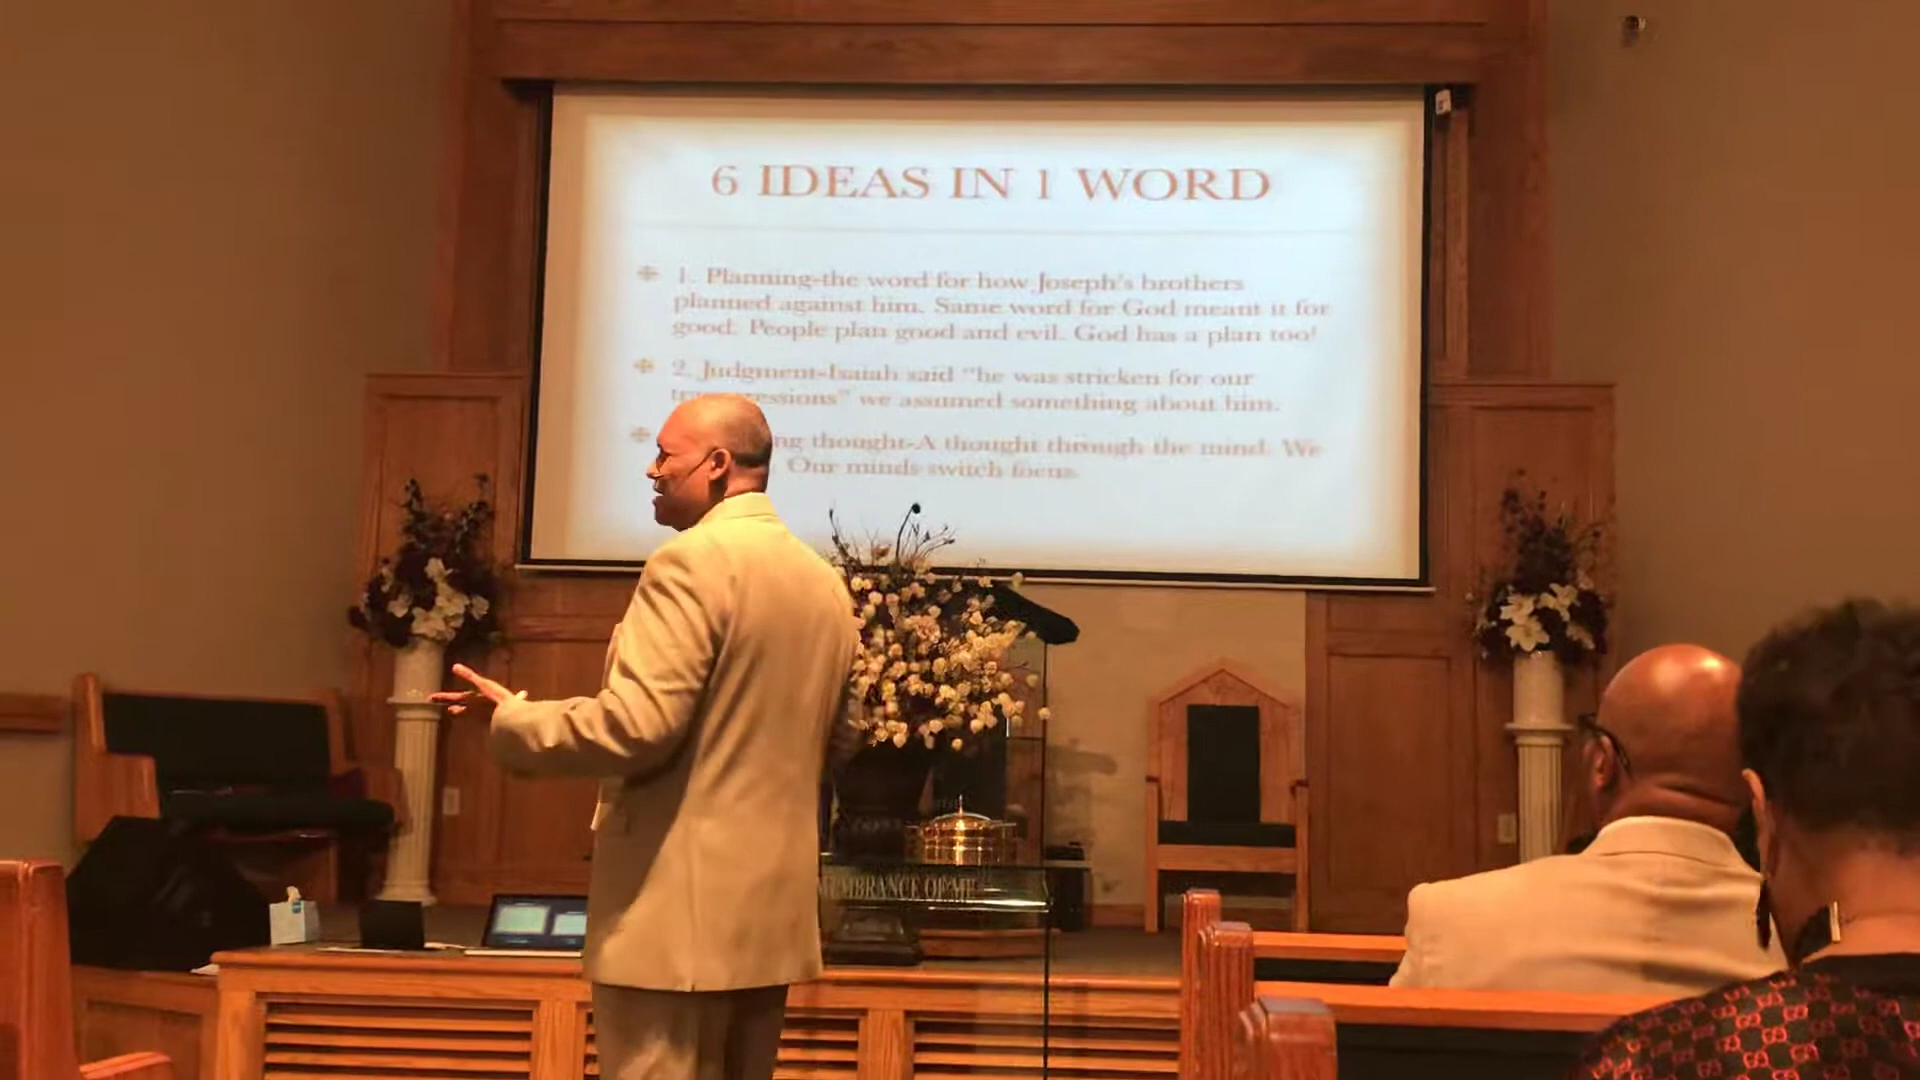 6 IDEAS IN 1 WORD
1. Planning-the word for how Joseph's brothers
planned against him. Same word for God meant it for
good. People plan good and evil. God has a plan too!
2. Judgment-Isaiah said "he was stricken for our
we assumed something about him.
thought-A thought through the mind. We
Our minds switch focus.
OF ME